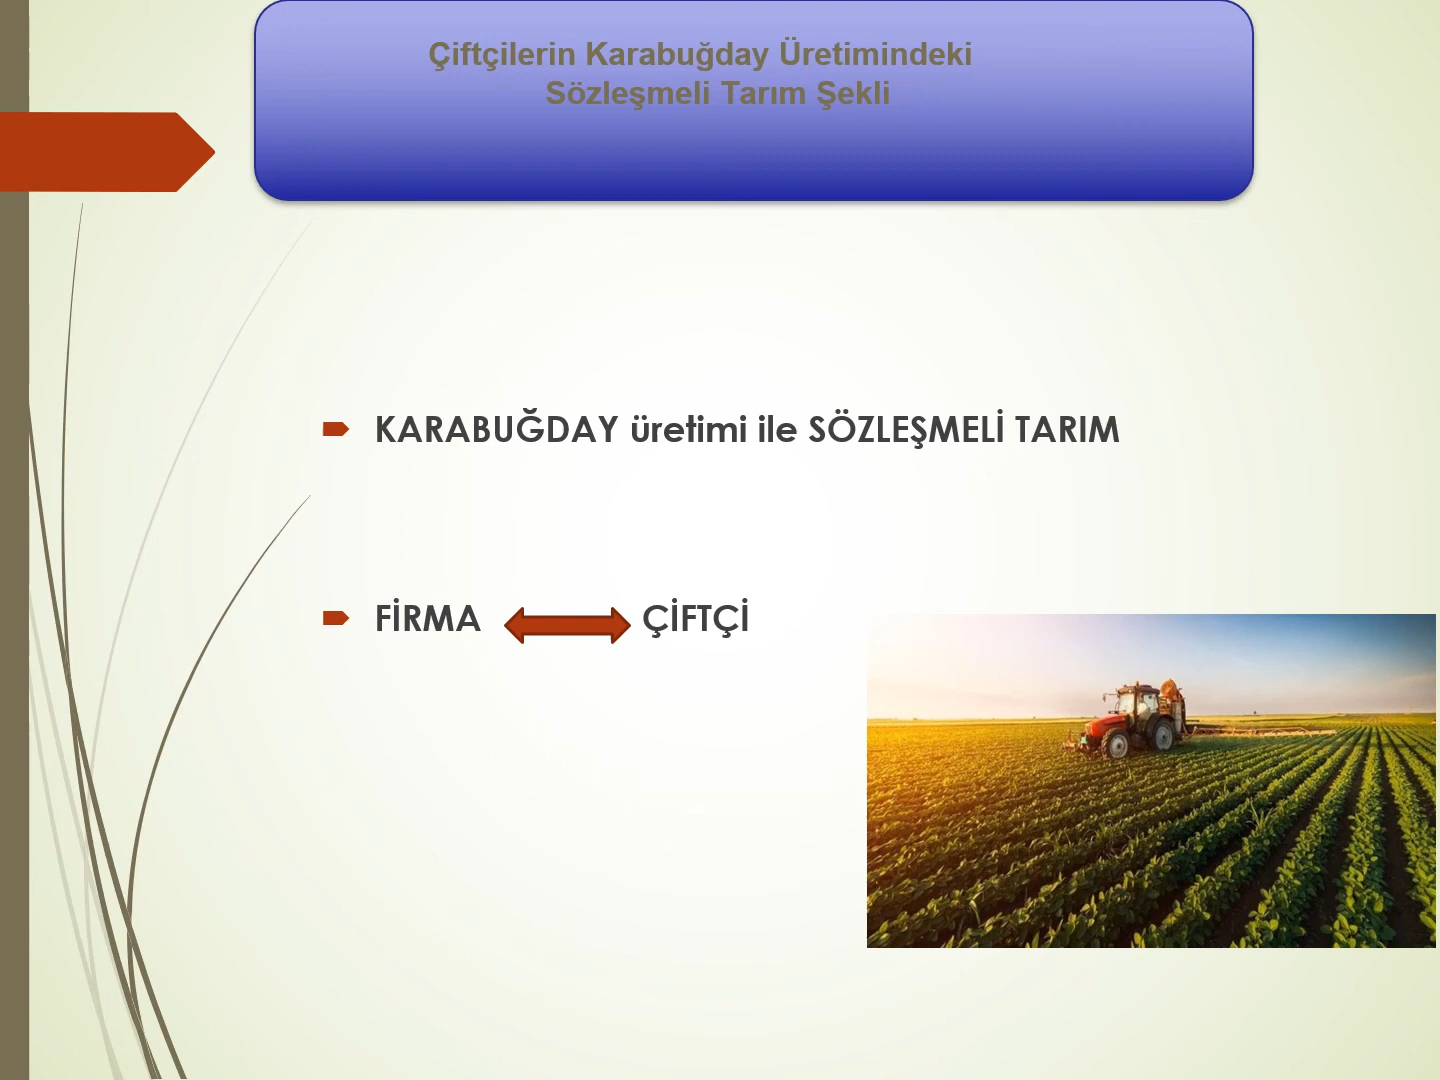 Çiftçilerin Karabuğday Üretimindeki
Sözleşmeli Tarım Şekli
KARABUĞDAY üretimi ile SÖZLEŞMELİ TARIM
FİRMA ÇİFTÇİ